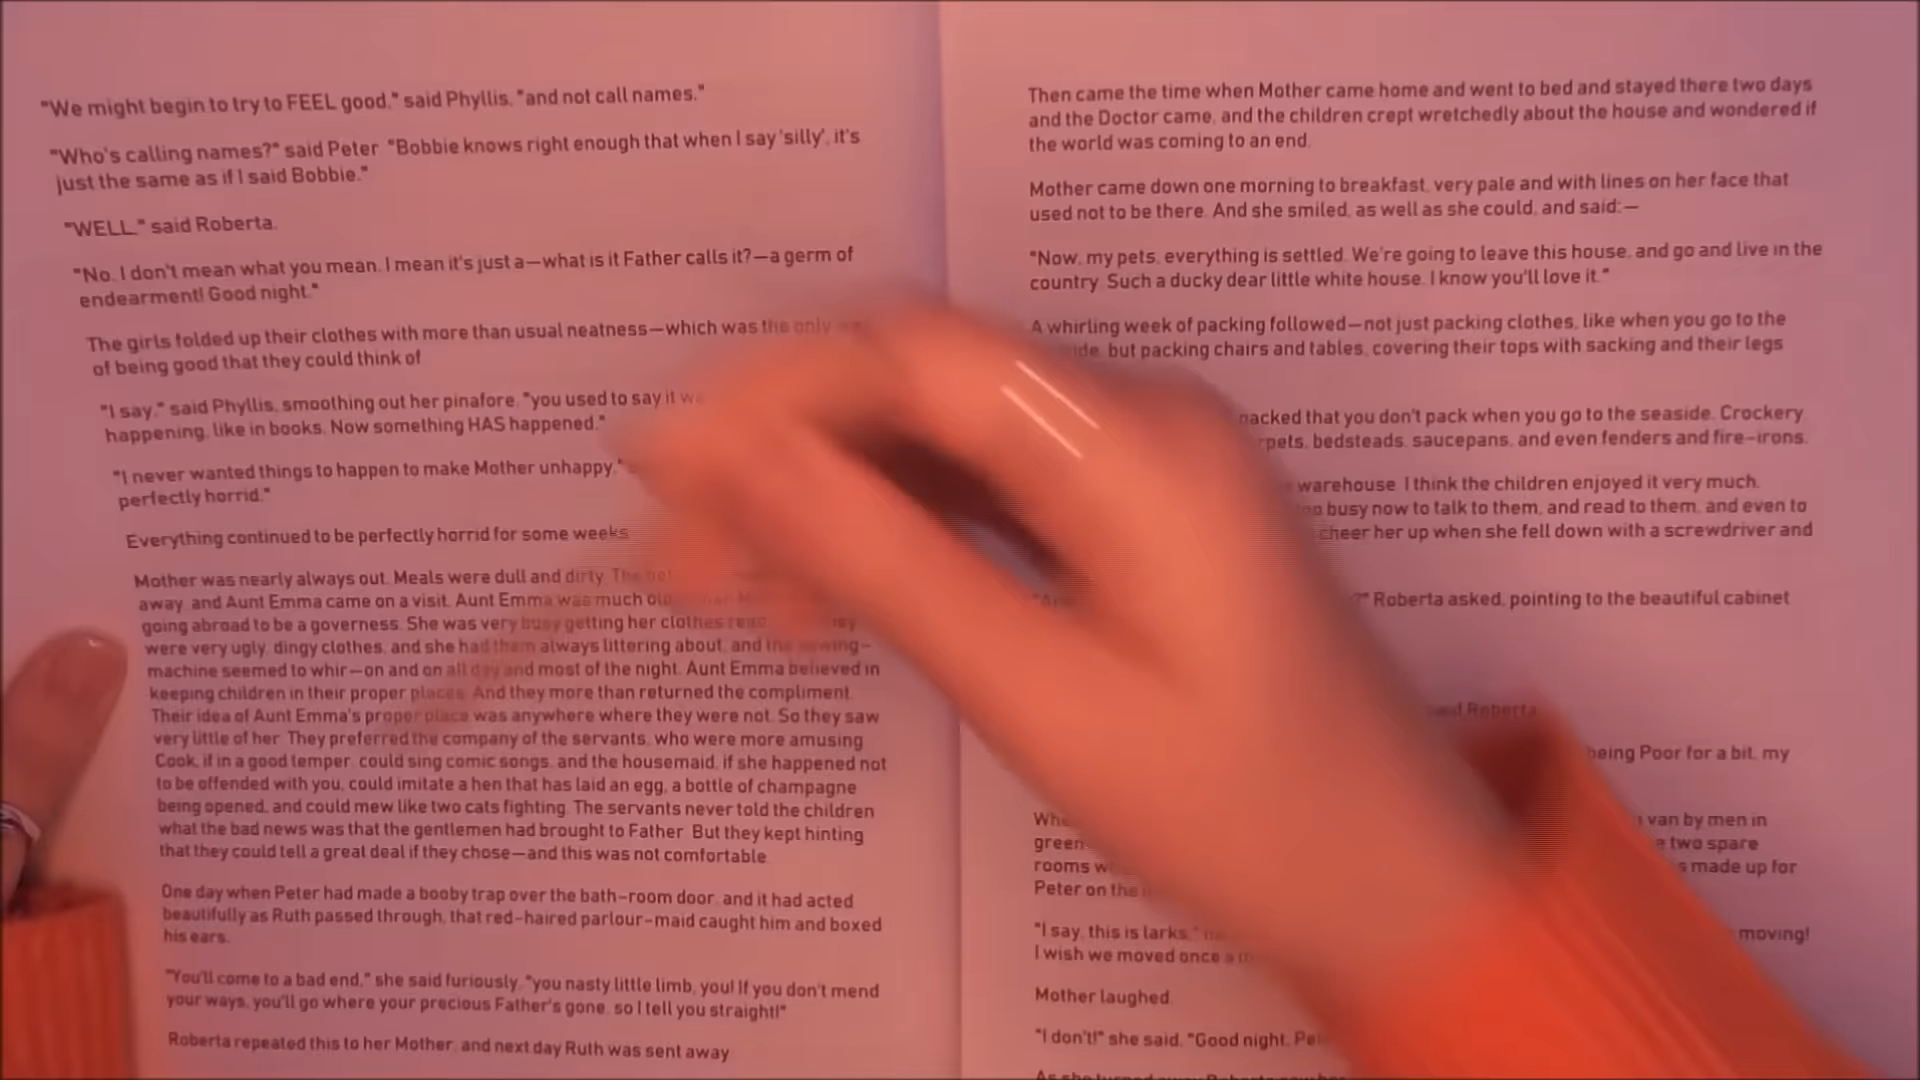 "We might begin to try to FEEL good," said Phyllis, "and not call names."
"Who's calling names?" said Peter. "Bobbie knows right enough that when I say 'silly', it's
just the same as if I said Bobbie."
"WELL," said Roberta.
"No, I don't mean what you mean. I mean it's just a—what is it Father calls it?—a germ of
endearment! Good night."
The girls folded up their clothes with more than usual neatness—which was the only
of being good that they could think of
"I say," said Phyllis, smoothing out her pinafore, "you used to say it
happening, like in books. Now something HAS happened."
"I never wanted things to happen to make Mother unhappy,"
perfectly horrid."
Everything continued to be perfectly horrid for some weeks
Mother was nearly always out. Meals were dull and dirty. The
away, and Aunt Emma came on a visit. Aunt Emma was much
going abroad to be a governess. She was very busy getting her clothes
were very ugly, dingy clothes, and she had them always littering about, and the sewing-
machine seemed to whir—on and on all day and most of the night. Aunt Emma believed in
keeping children in their proper places. And they more than returned the compliment.
Their idea of Aunt Emma's proper place was anywhere where they were not. So they saw
very little of her. They preferred the company of the servants, who were more amusing
Cook, if in a good temper, could sing comic songs, and the housemaid, if she happened not
to be offended with you, could imitate a hen that has laid an egg, a bottle of champagne
being opened, and could mew like two cats fighting. The servants never told the children
what the bad news was that the gentlemen had brought to Father. But they kept hinting
that they could tell a great deal if they chose—and this was not comfortable
One day when Peter had made a booby trap over the bath-room door, and it had acted
beautifully as Ruth passed through, that red-haired parlour-maid caught him and boxed
his ears.
"You'll come to a bad end," she said furiously, "you nasty little limb, you! If you don't mend
your ways, you'll go where your precious Father's gone, so I tell you straight!"
Roberta repeated this to her Mother, and next day Ruth was sent away
Then came the time when Mother came home and went to bed and stayed there two days
and the Doctor came, and the children crept wretchedly about the house and wondered if
the world was coming to an end.
Mother came down one morning to breakfast, very pale and with lines on her face that
used not to be there. And she smiled, as well as she could, and said:—
"Now, my pets, everything is settled. We're going to leave this house, and go and live in the
country. Such a ducky dear little white house. I know you'll love it."
A whirling week of packing followed—not just packing clothes, like when you go to the
but packing chairs and tables, covering their tops with sacking and their legs
packed that you don't pack when you go to the seaside. Crockery
bedsteads, saucepans, and even fenders and fire-irons.
warehouse. I think the children enjoyed it very much.
busy now to talk to them, and read to them, and even to
cheer her up when she fell down with a screwdriver and
Roberta asked, pointing to the beautiful cabinet
said Roberta
being Poor for a bit, my
van by men in
green
two spare
rooms
made up for
Peter on the
"I say, this is larks,"
moving!
I wish we moved once a
Mother laughed.
"I don't!" she said. "Good night,